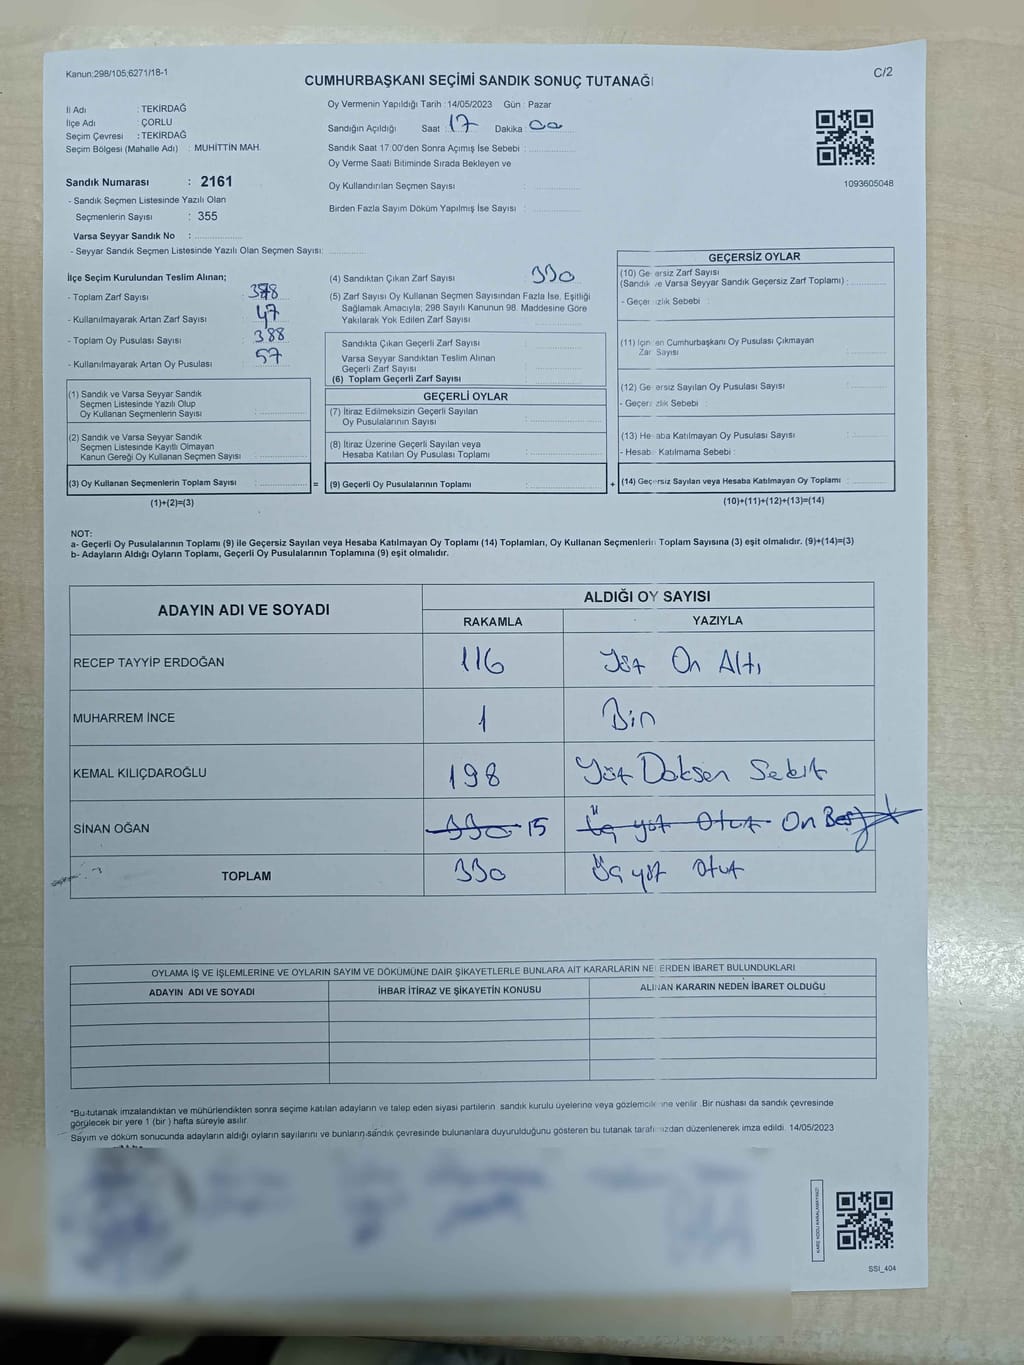 Kanun:298/105;6271/18-1
C/2
CUMHURBAŞKANI SEÇİMİ SANDIK SONUÇ TUTANAĞI
İl Adı : TEKİRDAĞ
İlçe Adı : ÇORLU
Seçim Çevresi : TEKİRDAĞ
Seçim Bölgesi (Mahalle Adı) : MUHİTTİN MAH.
Oy Vermenin Yapıldığı Tarih : 14/05/2023 Gün : Pazar
Sandığın Açıldığı Saat : 17 Dakika 00
Sandık Saat 17:00'den Sonra Açımış İse Sebebi :
Oy Verme Saati Bitiminde Sırada Bekleyen ve
Oy Kullandırılan Seçmen Sayısı :
Birden Fazla Sayım Döküm Yapılmış İse Sayısı :
1093605048
Sandık Numarası : 2161
- Sandık Seçmen Listesinde Yazılı Olan
Seçmenlerin Sayısı : 355
Varsa Seyyar Sandık No :
- Seyyar Sandık Seçmen Listesinde Yazılı Olan Seçmen Sayısı:
İlçe Seçim Kurulundan Teslim Alınan;
- Toplam Zarf Sayısı
- Kullanılmayarak Artan Zarf Sayısı 47
- Toplam Oy Pusulası Sayısı 388
- Kullanılmayarak Artan Oy Pusulası 57
(1) Sandık ve Varsa Seyyar Sandık
Seçmen Listesinde Yazılı Olup
Oy Kullanan Seçmenlerin Sayısı :
(2) Sandık ve Varsa Seyyar Sandık
Seçmen Listesinde Kayıtlı Olmayan
Kanun Gereği Oy Kullanan Seçmen Sayısı :
(3) Oy Kullanan Seçmenlerin Toplam Sayısı :
(1)+(2)=(3)
(4) Sandıktan Çıkan Zarf Sayısı 330
(5) Zarf Sayısı Oy Kullanan Seçmen Sayısından Fazla İse, Eşitliği
Sağlamak Amacıyla; 298 Sayılı Kanunun 98. Maddesine Göre
Yakılarak Yok Edilen Zarf Sayısı
Sandıkta Çıkan Geçerli Zarf Sayısı
Varsa Seyyar Sandıktan Teslim Alınan
Geçerli Zarf Sayısı
(6) Toplam Geçerli Zarf Sayısı
GEÇERLİ OYLAR
(7) İtiraz Edilmeksizin Geçerli Sayılan
Oy Pusulalarının Sayısı
(8) İtiraz Üzerine Geçerli Sayılan veya
Hesaba Katılan Oy Pusulası Toplamı
= (9) Geçerli Oy Pusulalarının Toplamı +
GEÇERSİZ OYLAR
(10) Geçersiz Zarf Sayısı
(Sandık ve Varsa Seyyar Sandık Geçersiz Zarf Toplamı) :
- Geçersizlik Sebebi :
(11) İçinden Cumhurbaşkanı Oy Pusulası Çıkmayan
Zarf Sayısı
(12) Geçersiz Sayılan Oy Pusulası Sayısı
- Geçersizlik Sebebi :
(13) Hesaba Katılmayan Oy Pusulası Sayısı
- Hesaba Katılmama Sebebi :
(14) Geçersiz Sayılan veya Hesaba Katılmayan Oy Toplamı
(10)+(11)+(12)+(13)=(14)
NOT:
a- Geçerli Oy Pusulalarının Toplamı (9) ile Geçersiz Sayılan veya Hesaba Katılmayan Oy Toplamı (14) Toplamları, Oy Kullanan Seçmenlerin Toplam Sayısına (3) eşit olmalıdır. (9)+(14)=(3)
b- Adayların Aldığı Oyların Toplamı, Geçerli Oy Pusulalarının Toplamına (9) eşit olmalıdır.
ADAYIN ADI VE SOYADI
ALDIĞI OY SAYISI
RAKAMLA YAZIYLA
RECEP TAYYİP ERDOĞAN 116 Yüz On Altı
MUHARREM İNCE 1 Bir
KEMAL KILIÇDAROĞLU 198 Yüz Doksan Sekiz
SİNAN OĞAN 330 15 Üç yüz Otuz On Beş
TOPLAM 330 Üç yüz Otuz
OYLAMA İŞ VE İŞLEMLERİNE VE OYLARIN SAYIM VE DÖKÜMÜNE DAİR ŞİKAYETLERLE BUNLARA AİT KARARLARIN NELERDEN İBARET BULUNDUKLARI
ADAYIN ADI VE SOYADI İHBAR İTİRAZ VE ŞİKAYETİN KONUSU ALINAN KARARIN NEDEN İBARET OLDUĞU
*Bu tutanak imzalandıktan ve mühürlendikten sonra seçime katılan adayların ve talep eden siyasi partilerin sandık kurulu üyelerine veya gözlemcilerine verilir .Bir nüshası da sandık çevresinde
görülecek bir yere 1 (bir ) hafta süreyle asılır.
Sayım ve döküm sonucunda adayların aldığı oyların sayılarını ve bunların sandık çevresinde bulunanlara duyurulduğunu gösteren bu tutanak tarafımızdan düzenlenerek imza edildi. 14/05/2023
SSI_404